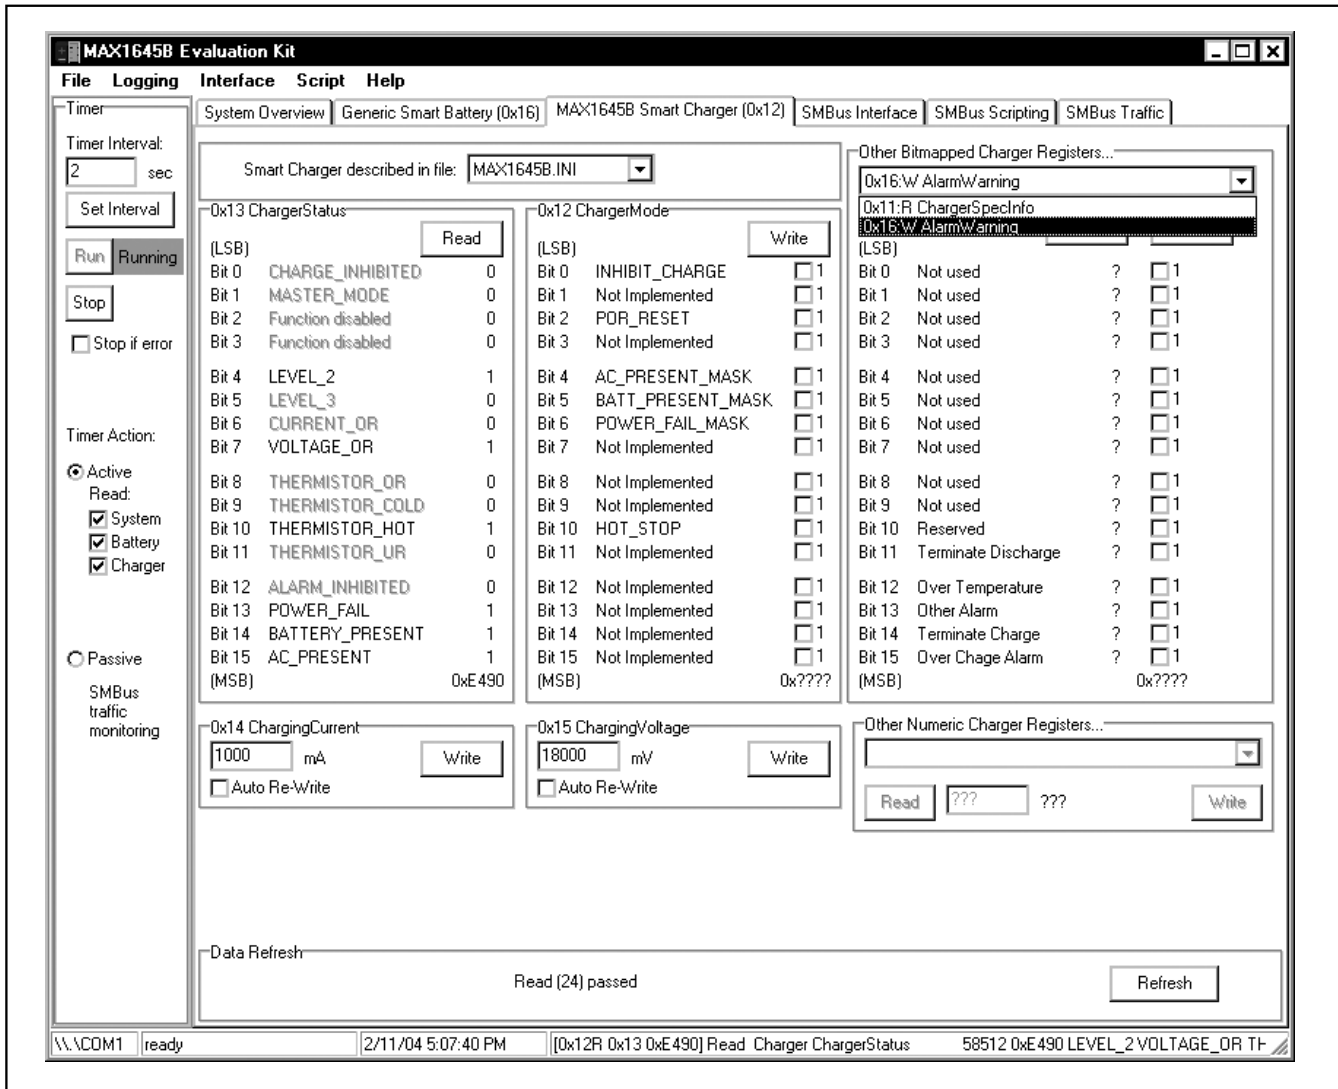 MAX1645B Evaluation Kit
File Logging Interface Script Help
Timer
Timer Interval:
2 sec
Set Interval
Run Running
Stop
Stop if error
Timer Action:
Active
Read:
System
Battery
Charger
Passive
SMBus
traffic
monitoring
System Overview Generic Smart Battery (0x16) MAX1645B Smart Charger (0x12) SMBus Interface SMBus Scripting SMBus Traffic
Smart Charger described in file: MAX1645B.INI
0x13 ChargerStatus
Read
(LSB)
Bit 0 CHARGE_INHIBITED 0
Bit 1 MASTER_MODE 0
Bit 2 Function disabled 0
Bit 3 Function disabled 0
Bit 4 LEVEL_2 1
Bit 5 LEVEL_3 0
Bit 6 CURRENT_OR 0
Bit 7 VOLTAGE_OR 1
Bit 8 THERMISTOR_OR 0
Bit 9 THERMISTOR_COLD 0
Bit 10 THERMISTOR_HOT 1
Bit 11 THERMISTOR_UR 0
Bit 12 ALARM_INHIBITED 0
Bit 13 POWER_FAIL 1
Bit 14 BATTERY_PRESENT 1
Bit 15 AC_PRESENT 1
(MSB) 0xE490
0x12 ChargerMode
Write
(LSB)
Bit 0 INHIBIT_CHARGE 1
Bit 1 Not Implemented 1
Bit 2 POR_RESET 1
Bit 3 Not Implemented 1
Bit 4 AC_PRESENT_MASK 1
Bit 5 BATT_PRESENT_MASK 1
Bit 6 POWER_FAIL_MASK 1
Bit 7 Not Implemented 1
Bit 8 Not Implemented 1
Bit 9 Not Implemented 1
Bit 10 HOT_STOP 1
Bit 11 Not Implemented 1
Bit 12 Not Implemented 1
Bit 13 Not Implemented 1
Bit 14 Not Implemented 1
Bit 15 Not Implemented 1
(MSB) 0x????
Other Bitmapped Charger Registers...
0x16:W AlarmWarning
0x11:R ChargerSpecInfo
0x16:W AlarmWarning
(LSB)
Bit 0 Not used ? 1
Bit 1 Not used ? 1
Bit 2 Not used ? 1
Bit 3 Not used ? 1
Bit 4 Not used ? 1
Bit 5 Not used ? 1
Bit 6 Not used ? 1
Bit 7 Not used ? 1
Bit 8 Not used ? 1
Bit 9 Not used ? 1
Bit 10 Reserved ? 1
Bit 11 Terminate Discharge ? 1
Bit 12 Over Temperature ? 1
Bit 13 Other Alarm ? 1
Bit 14 Terminate Charge ? 1
Bit 15 Over Chage Alarm ? 1
(MSB) 0x????
0x14 ChargingCurrent
1000 mA Write
Auto Re-Write
0x15 ChargingVoltage
18000 mV Write
Auto Re-Write
Other Numeric Charger Registers...
Read ??? ??? Write
Data Refresh
Read (24) passed Refresh
\\.\COM1 ready 2/11/04 5:07:40 PM [0x12R 0x13 0xE490] Read Charger ChargerStatus 58512 0xE490 LEVEL_2 VOLTAGE_OR TH